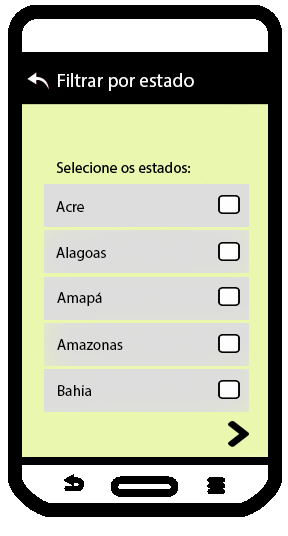 Filtrar por estado
Selecione os estados:
Acre
Alagoas
Amapá
Amazonas
Bahia